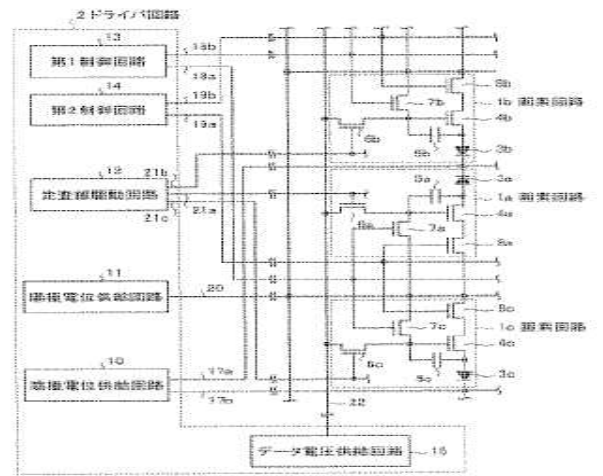 2ドライバ回路
13
第1制御回路
18b
18a
14
第2制御回路
19b
19a
12
走査線駆動回路
21b
21a
21c
11
陽極電位供給回路
20
10
陰極電位供給回路
17a
17b
データ電圧供給回路
15
22
8b
7b
1b 画素回路
4b
6b
5b
3b
3a
5a
1a 画素回路
4a
6a
7a
8a
8c
7c
1c 画素回路
4c
6c
5c
3c